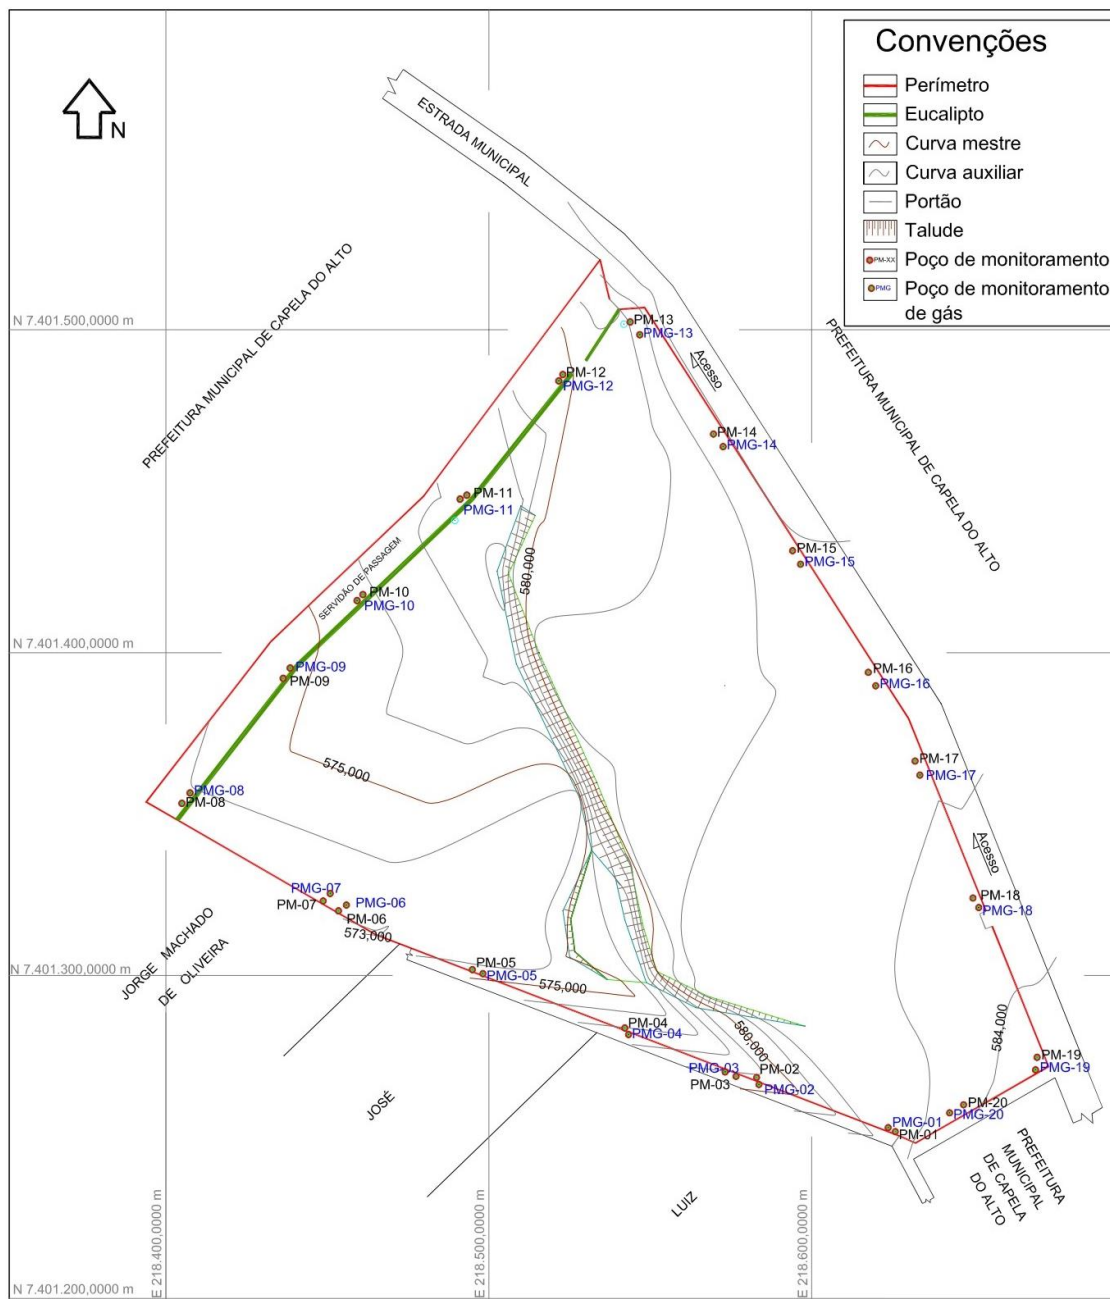 Convenções
Perímetro
Eucalipto
Curva mestre
Curva auxiliar
Portão
Talude
PM-XX
Poço de monitoramento
PMG
Poço de monitoramento
de gás
N
ESTRADA MUNICIPAL
PREFEITURA MUNICIPAL DE CAPELA DO ALTO
PREFEITURA MUNICIPAL DE CAPELA DO ALTO
N 7.401.500,0000 m
PM-13
PMG-13
Acesso
PM-12
PMG-12
PM-14
PMG-14
PM-11
PMG-11
SERVIDÃO DE PASSAGEM
580,000
PM-15
PMG-15
PM-10
PMG-10
N 7.401.400,0000 m
PMG-09
PM-09
PM-16
PMG-16
575,000
PM-17
PMG-17
PMG-08
PM-08
Acesso
PMG-07
PM-07
PMG-06
PM-06
573,000
PM-18
PMG-18
JORGE MACHADO
DE OLIVEIRA
N 7.401.300,0000 m
PM-05
PMG-05
575,000
PM-04
PMG-04
580,000
584,000
PMG-03
PM-03
PM-02
PMG-02
PM-19
PMG-19
PM-20
PMG-20
PMG-01
PM-01
JOSÉ
LUIZ
PREFEITURA
MUNICIPAL
DE CAPELA
DO ALTO
E 218.400,0000 m
E 218.500,0000 m
E 218.600,0000 m
N 7.401.200,0000 m